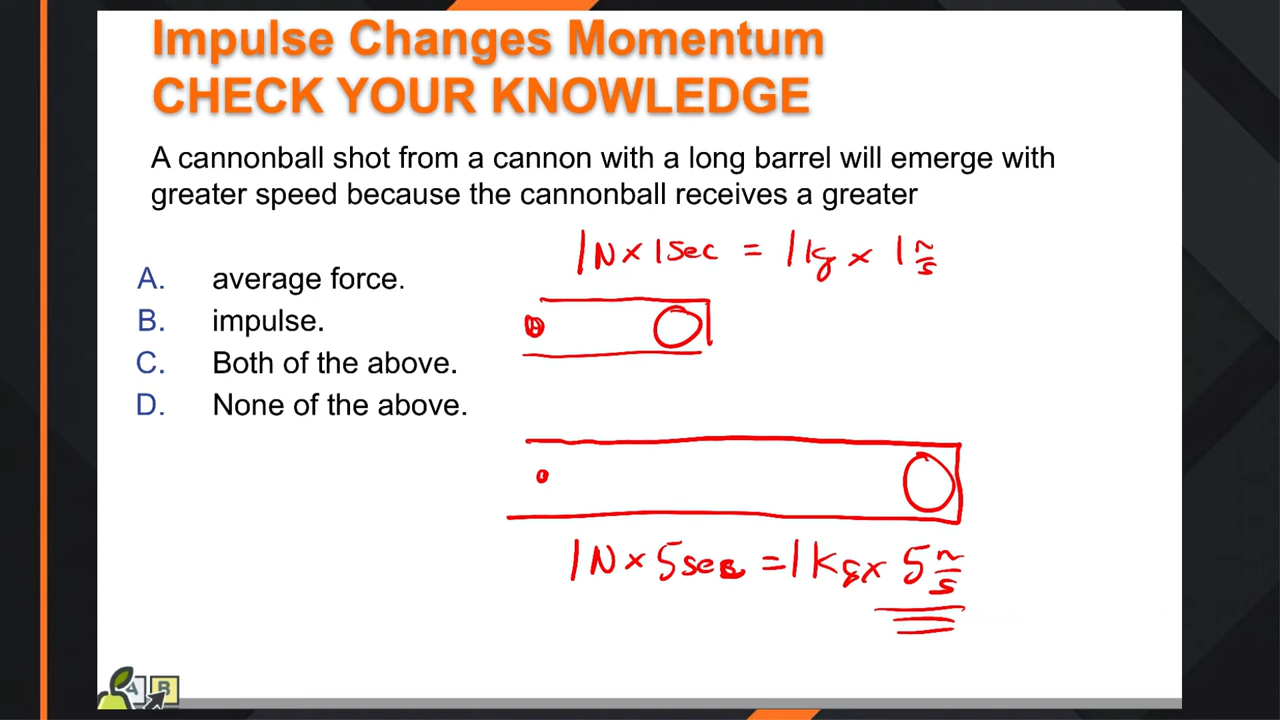 Impulse Changes Momentum
CHECK YOUR KNOWLEDGE
A cannonball shot from a cannon with a long barrel will emerge with
greater speed because the cannonball receives a greater
1N x 1sec = 1kg x 1 m/s
A. average force.
B. impulse.
C. Both of the above.
D. None of the above.
1N x 5sec = 1kg x 5 m/s
A B